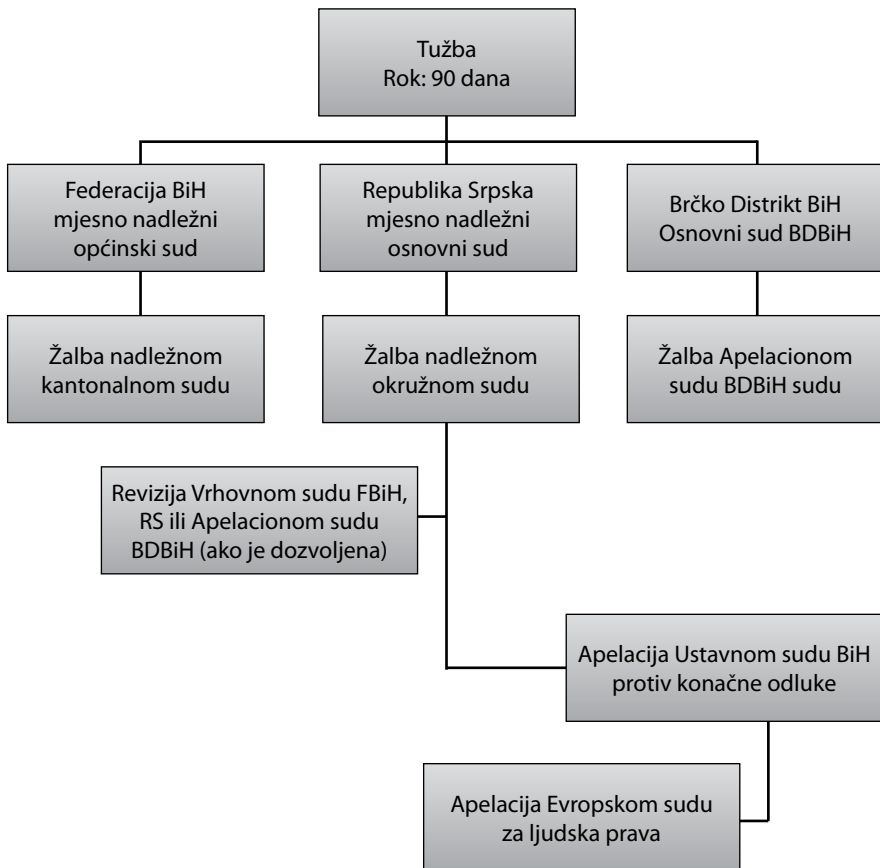 Tužba
Rok: 90 dana
Federacija BiH
mjesno nadležni
općinski sud
Republika Srpska
mjesno nadležni
osnovni sud
Brčko Distrikt BiH
Osnovni sud BDBiH
Žalba nadležnom
kantonalnom sudu
Žalba nadležnom
okružnom sudu
Žalba Apelacionom
sudu BDBiH sudu
Revizija Vrhovnom sudu FBiH,
RS ili Apelacionom sudu
BDBiH (ako je dozvoljena)
Apelacija Ustavnom sudu BiH
protiv konačne odluke
Apelacija Evropskom sudu
za ljudska prava